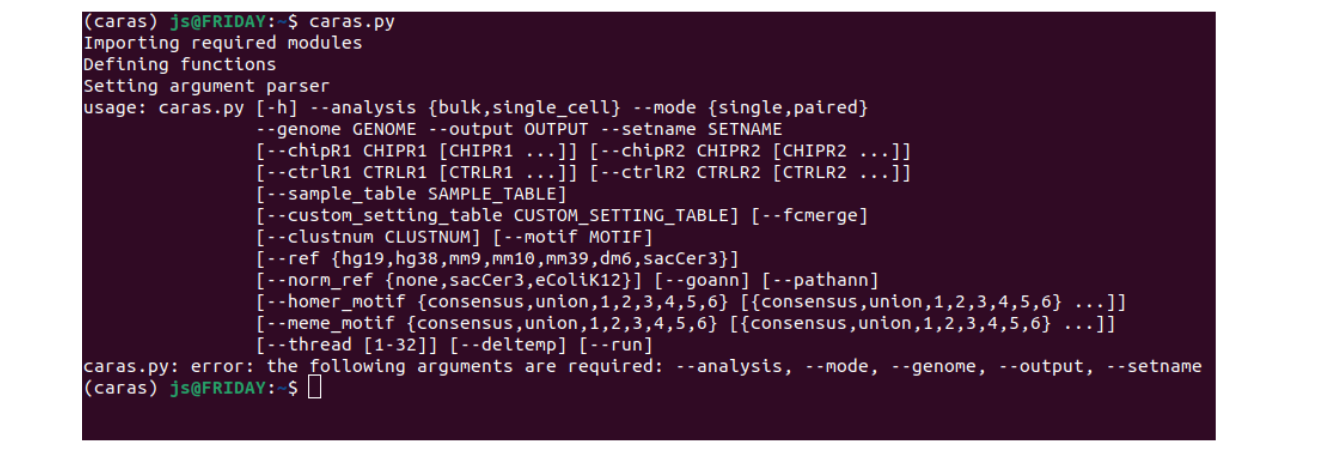 (caras) js@FRIDAY:~$ caras.py
Importing required modules
Defining functions
Setting argument parser
usage: caras.py [-h] --analysis {bulk,single_cell} --mode {single,paired}
--genome GENOME --output OUTPUT --setname SETNAME
[--chipR1 CHIPR1 [CHIPR1 ...]] [--chipR2 CHIPR2 [CHIPR2 ...]]
[--ctrlR1 CTRLR1 [CTRLR1 ...]] [--ctrlR2 CTRLR2 [CTRLR2 ...]]
[--sample_table SAMPLE_TABLE]
[--custom_setting_table CUSTOM_SETTING_TABLE] [--fcmerge]
[--clustnum CLUSTNUM] [--motif MOTIF]
[--ref {hg19,hg38,mm9,mm10,mm39,dm6,sacCer3}]
[--norm_ref {none,sacCer3,eColiK12}] [--goann] [--pathann]
[--homer_motif {consensus,union,1,2,3,4,5,6} [{consensus,union,1,2,3,4,5,6} ...]]
[--meme_motif {consensus,union,1,2,3,4,5,6} [{consensus,union,1,2,3,4,5,6} ...]]
[--thread [1-32]] [--deltemp] [--run]
caras.py: error: the following arguments are required: --analysis, --mode, --genome, --output, --setname
(caras) js@FRIDAY:~$